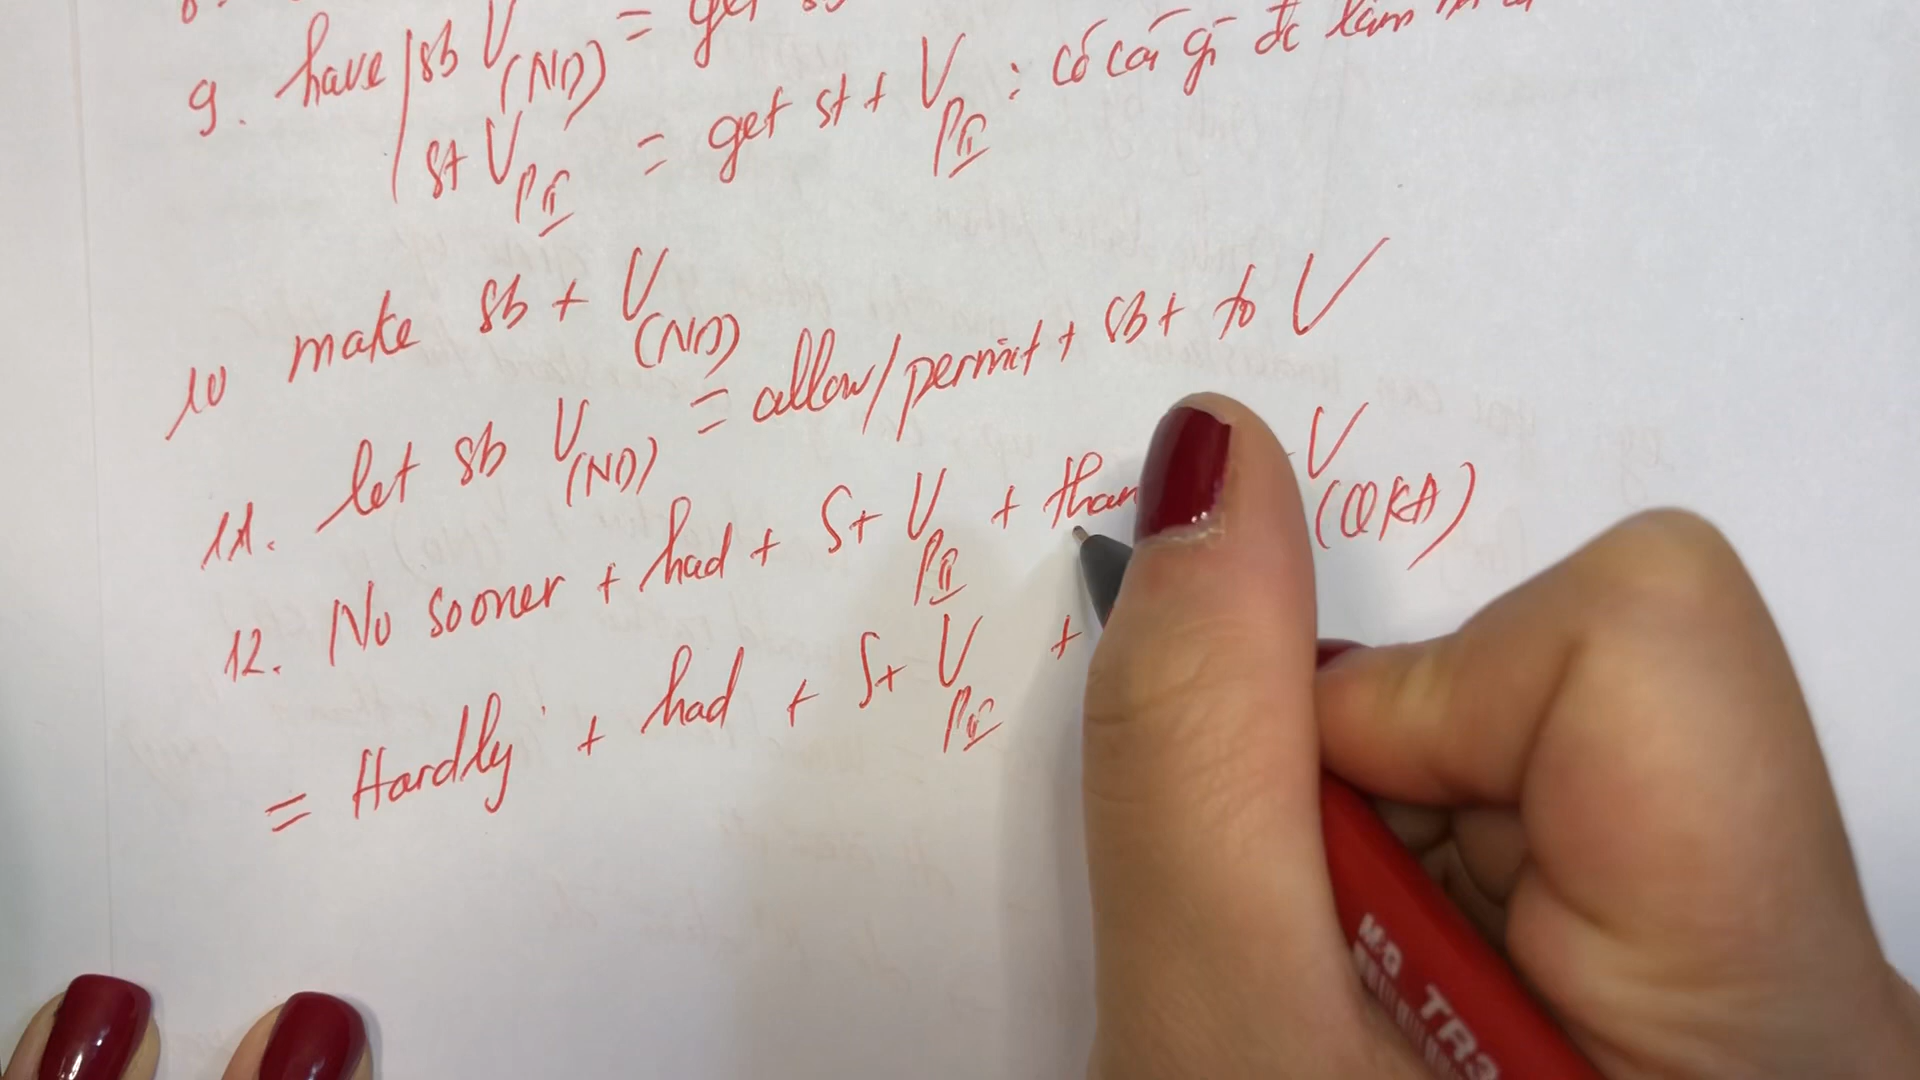 9. have sb V (ND) = get
st V PII = get st + V PII : có cái gì đc làm
10 make sb + V (ND)
11. let sb V (ND) = allow/permit + sb + to V
12. No sooner + had + S + V PII + than V (QKĐ)
= Hardly + had + S + V PII +
M&G TR3